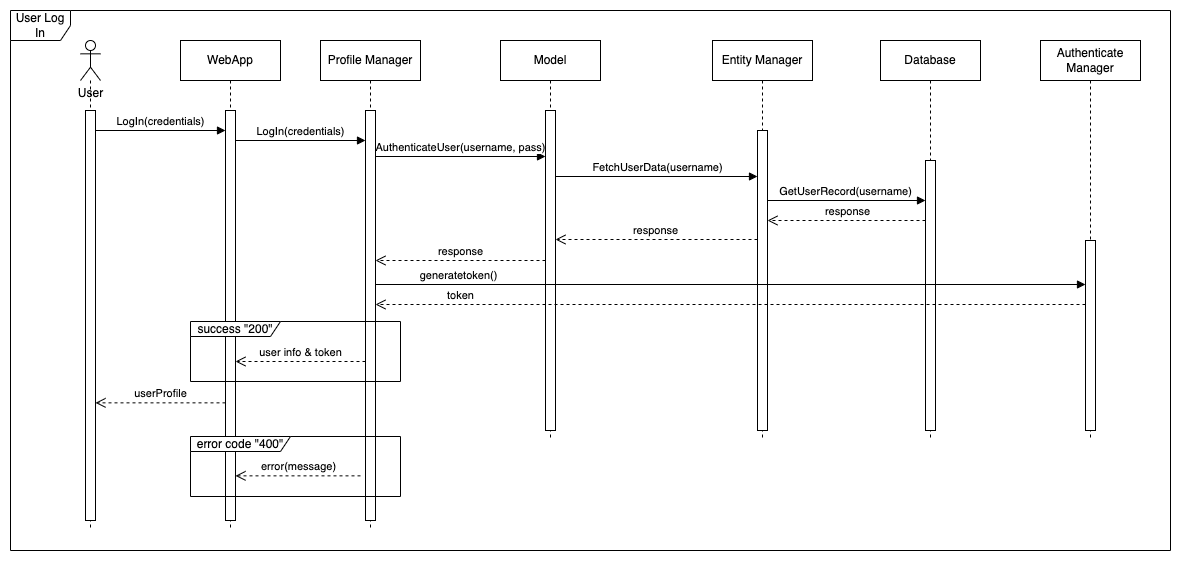 User Log
In
User
WebApp
Profile Manager
Model
Entity Manager
Database
Authenticate
Manager
LogIn(credentials)
LogIn(credentials)
AuthenticateUser(username, pass)
FetchUserData(username)
GetUserRecord(username)
response
response
response
generatetoken()
token
success "200"
user info & token
userProfile
error code "400"
error(message)